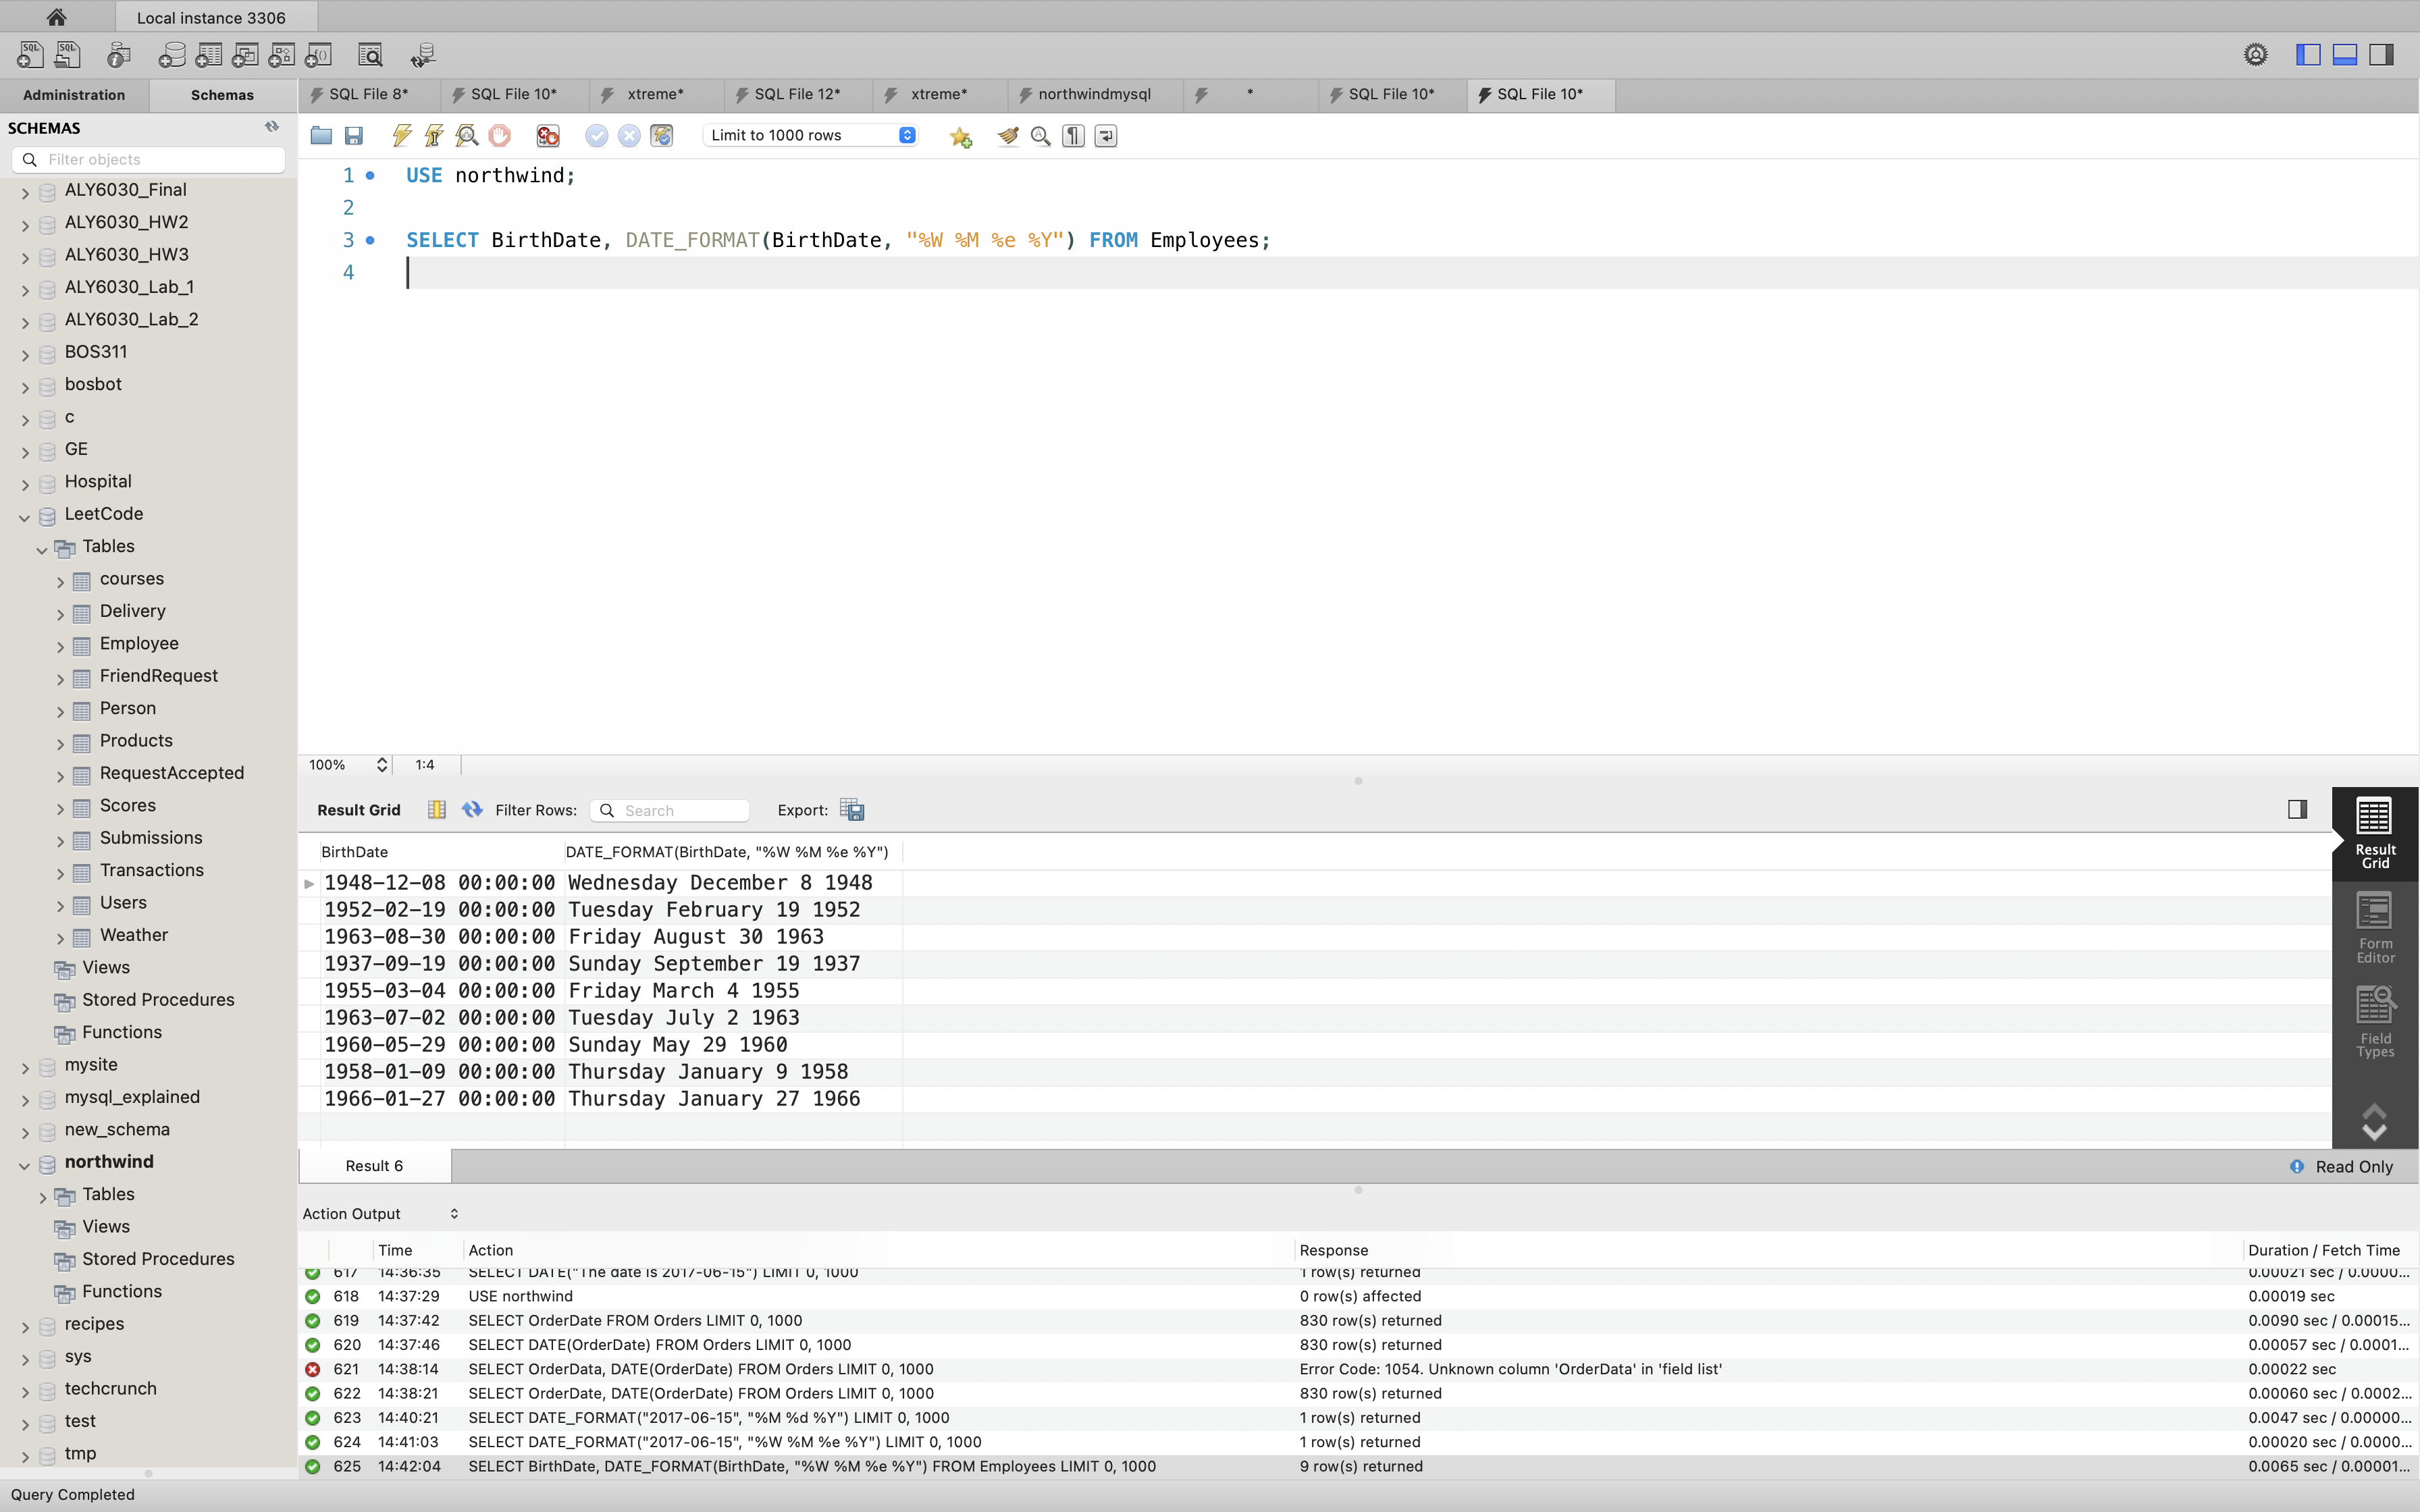 Local instance 3306
Administration Schemas
SQL File 8* SQL File 10* xtreme* SQL File 12* xtreme* northwindmysql * SQL File 10* SQL File 10*
SCHEMAS
Filter objects
ALY6030_Final
ALY6030_HW2
ALY6030_HW3
ALY6030_Lab_1
ALY6030_Lab_2
BOS311
bosbot
c
GE
Hospital
LeetCode
Tables
courses
Delivery
Employee
FriendRequest
Person
Products
RequestAccepted
Scores
Submissions
Transactions
Users
Weather
Views
Stored Procedures
Functions
mysite
mysql_explained
new_schema
northwind
Tables
Views
Stored Procedures
Functions
recipes
sys
techcrunch
test
tmp
Limit to 1000 rows
1 USE northwind;
2
3 SELECT BirthDate, DATE_FORMAT(BirthDate, "%W %M %e %Y") FROM Employees;
4
100% 1:4
Result Grid Filter Rows: Search Export:
BirthDate DATE_FORMAT(BirthDate, "%W %M %e %Y")
1948-12-08 00:00:00 Wednesday December 8 1948
1952-02-19 00:00:00 Tuesday February 19 1952
1963-08-30 00:00:00 Friday August 30 1963
1937-09-19 00:00:00 Sunday September 19 1937
1955-03-04 00:00:00 Friday March 4 1955
1963-07-02 00:00:00 Tuesday July 2 1963
1960-05-29 00:00:00 Sunday May 29 1960
1958-01-09 00:00:00 Thursday January 9 1958
1966-01-27 00:00:00 Thursday January 27 1966
Result
Grid
Form
Editor
Field
Types
Result 6 Read Only
Action Output
Time Action Response Duration / Fetch Time
617 14:36:35 SELECT DATE("The date is 2017-06-15") LIMIT 0, 1000 1 row(s) returned 0.00021 sec / 0.0000...
618 14:37:29 USE northwind 0 row(s) affected 0.00019 sec
619 14:37:42 SELECT OrderDate FROM Orders LIMIT 0, 1000 830 row(s) returned 0.0090 sec / 0.00015...
620 14:37:46 SELECT DATE(OrderDate) FROM Orders LIMIT 0, 1000 830 row(s) returned 0.00057 sec / 0.0001...
621 14:38:14 SELECT OrderData, DATE(OrderDate) FROM Orders LIMIT 0, 1000 Error Code: 1054. Unknown column 'OrderData' in 'field list' 0.00022 sec
622 14:38:21 SELECT OrderDate, DATE(OrderDate) FROM Orders LIMIT 0, 1000 830 row(s) returned 0.00060 sec / 0.0002...
623 14:40:21 SELECT DATE_FORMAT("2017-06-15", "%M %d %Y") LIMIT 0, 1000 1 row(s) returned 0.0047 sec / 0.00000...
624 14:41:03 SELECT DATE_FORMAT("2017-06-15", "%W %M %e %Y") LIMIT 0, 1000 1 row(s) returned 0.00020 sec / 0.0000...
625 14:42:04 SELECT BirthDate, DATE_FORMAT(BirthDate, "%W %M %e %Y") FROM Employees LIMIT 0, 1000 9 row(s) returned 0.0065 sec / 0.00001...
Query Completed